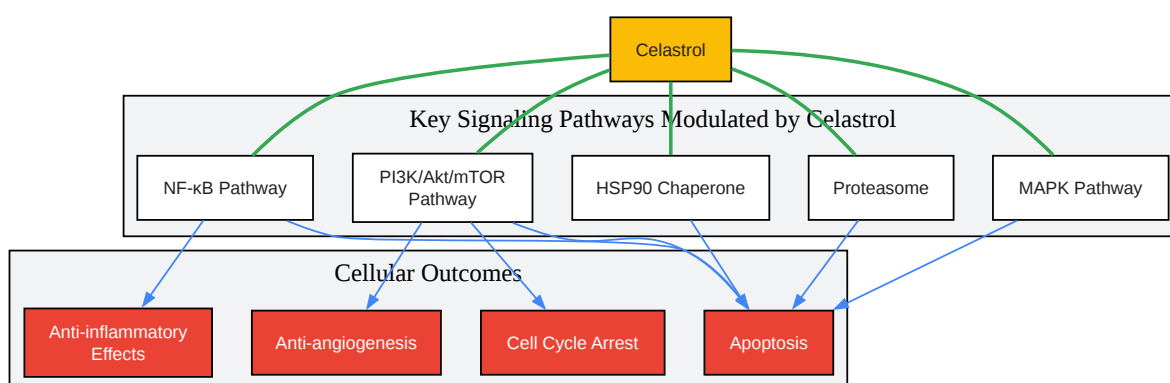 Celastrol
Key Signaling Pathways Modulated by Celastrol
NF-κB Pathway
PI3K/Akt/mTOR
Pathway
HSP90 Chaperone
Proteasome
MAPK Pathway
Cellular Outcomes
Anti-inflammatory
Effects
Anti-angiogenesis
Cell Cycle Arrest
Apoptosis